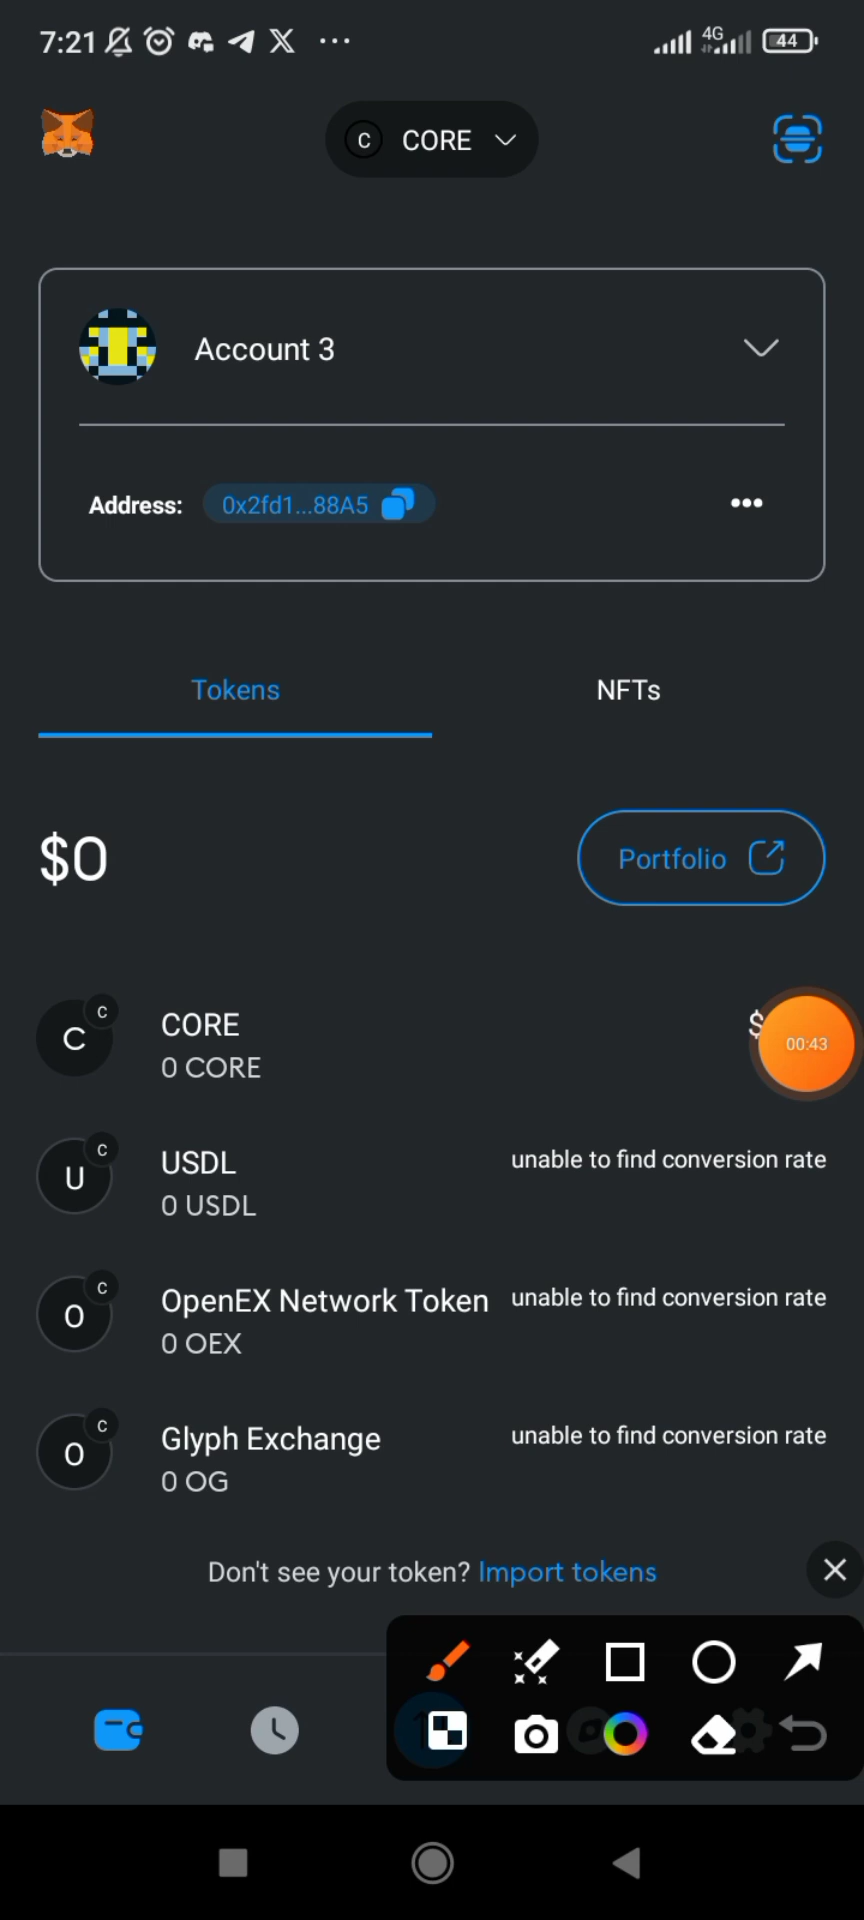 7:21
4G
44
C CORE
Account 3
Address: 0x2fd1...88A5
Tokens
NFTs
$0
Portfolio
C
C
CORE
0 CORE
$
00:43
C
U
USDL
0 USDL
unable to find conversion rate
C
O
OpenEX Network Token
0 OEX
unable to find conversion rate
C
O
Glyph Exchange
0 OG
unable to find conversion rate
Don't see your token? Import tokens